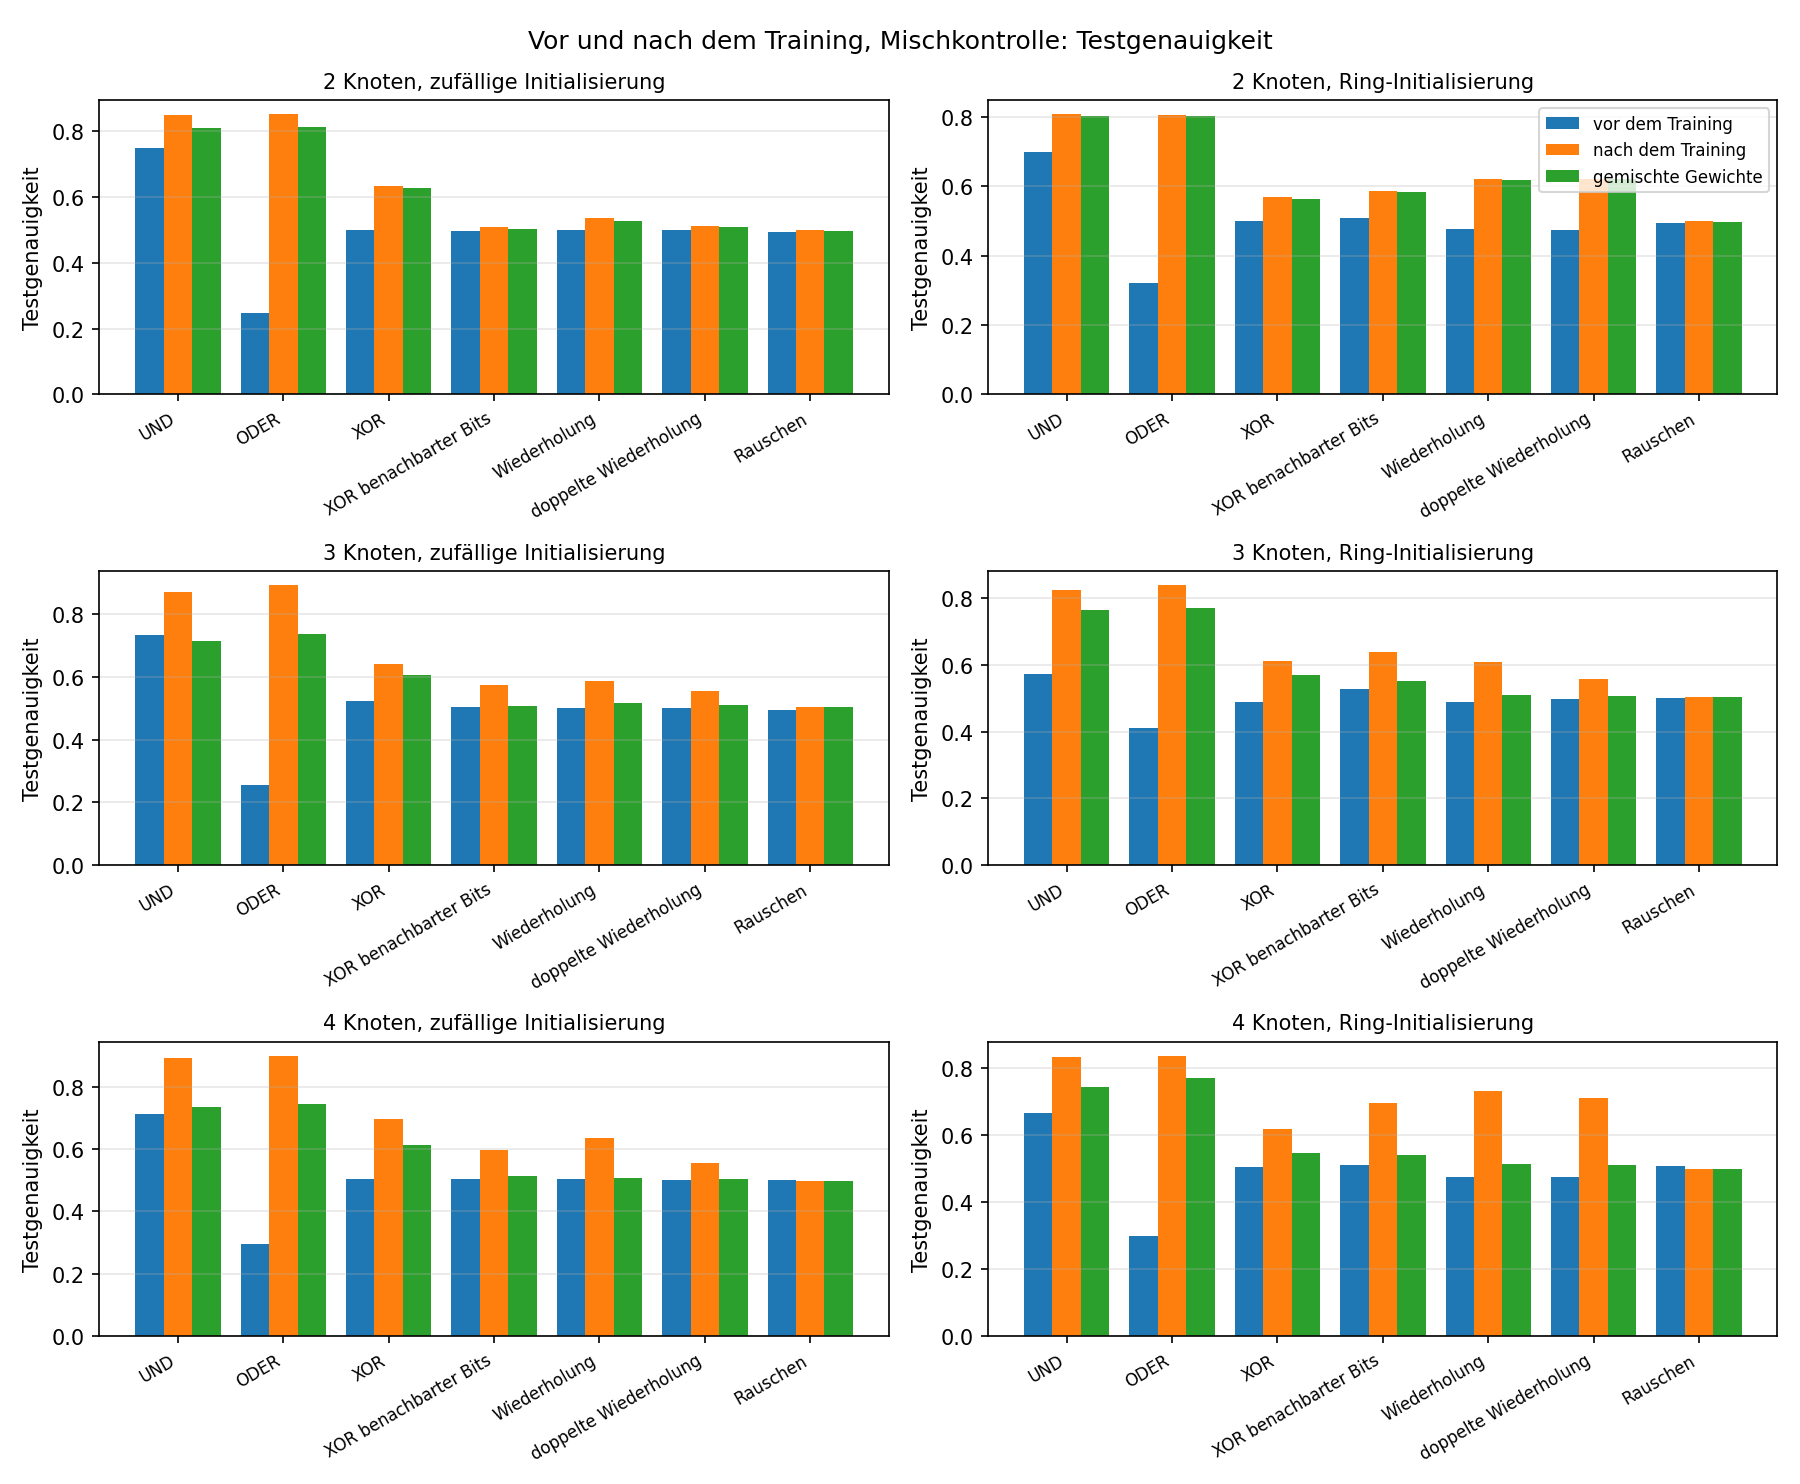 Vor und nach dem Training, Mischkontrolle: Testgenauigkeit
2 Knoten, zufällige Initialisierung
Testgenauigkeit
0.8
0.6
0.4
0.2
0.0
UND
ODER
XOR
XOR benachbarter Bits
Wiederholung
doppelte Wiederholung
Rauschen
2 Knoten, Ring-Initialisierung
Testgenauigkeit
0.8
0.6
0.4
0.2
0.0
vor dem Training
nach dem Training
gemischte Gewichte
UND
ODER
XOR
XOR benachbarter Bits
Wiederholung
doppelte Wiederholung
Rauschen
3 Knoten, zufällige Initialisierung
Testgenauigkeit
0.8
0.6
0.4
0.2
0.0
UND
ODER
XOR
XOR benachbarter Bits
Wiederholung
doppelte Wiederholung
Rauschen
3 Knoten, Ring-Initialisierung
Testgenauigkeit
0.8
0.6
0.4
0.2
0.0
UND
ODER
XOR
XOR benachbarter Bits
Wiederholung
doppelte Wiederholung
Rauschen
4 Knoten, zufällige Initialisierung
Testgenauigkeit
0.8
0.6
0.4
0.2
0.0
UND
ODER
XOR
XOR benachbarter Bits
Wiederholung
doppelte Wiederholung
Rauschen
4 Knoten, Ring-Initialisierung
Testgenauigkeit
0.8
0.6
0.4
0.2
0.0
UND
ODER
XOR
XOR benachbarter Bits
Wiederholung
doppelte Wiederholung
Rauschen